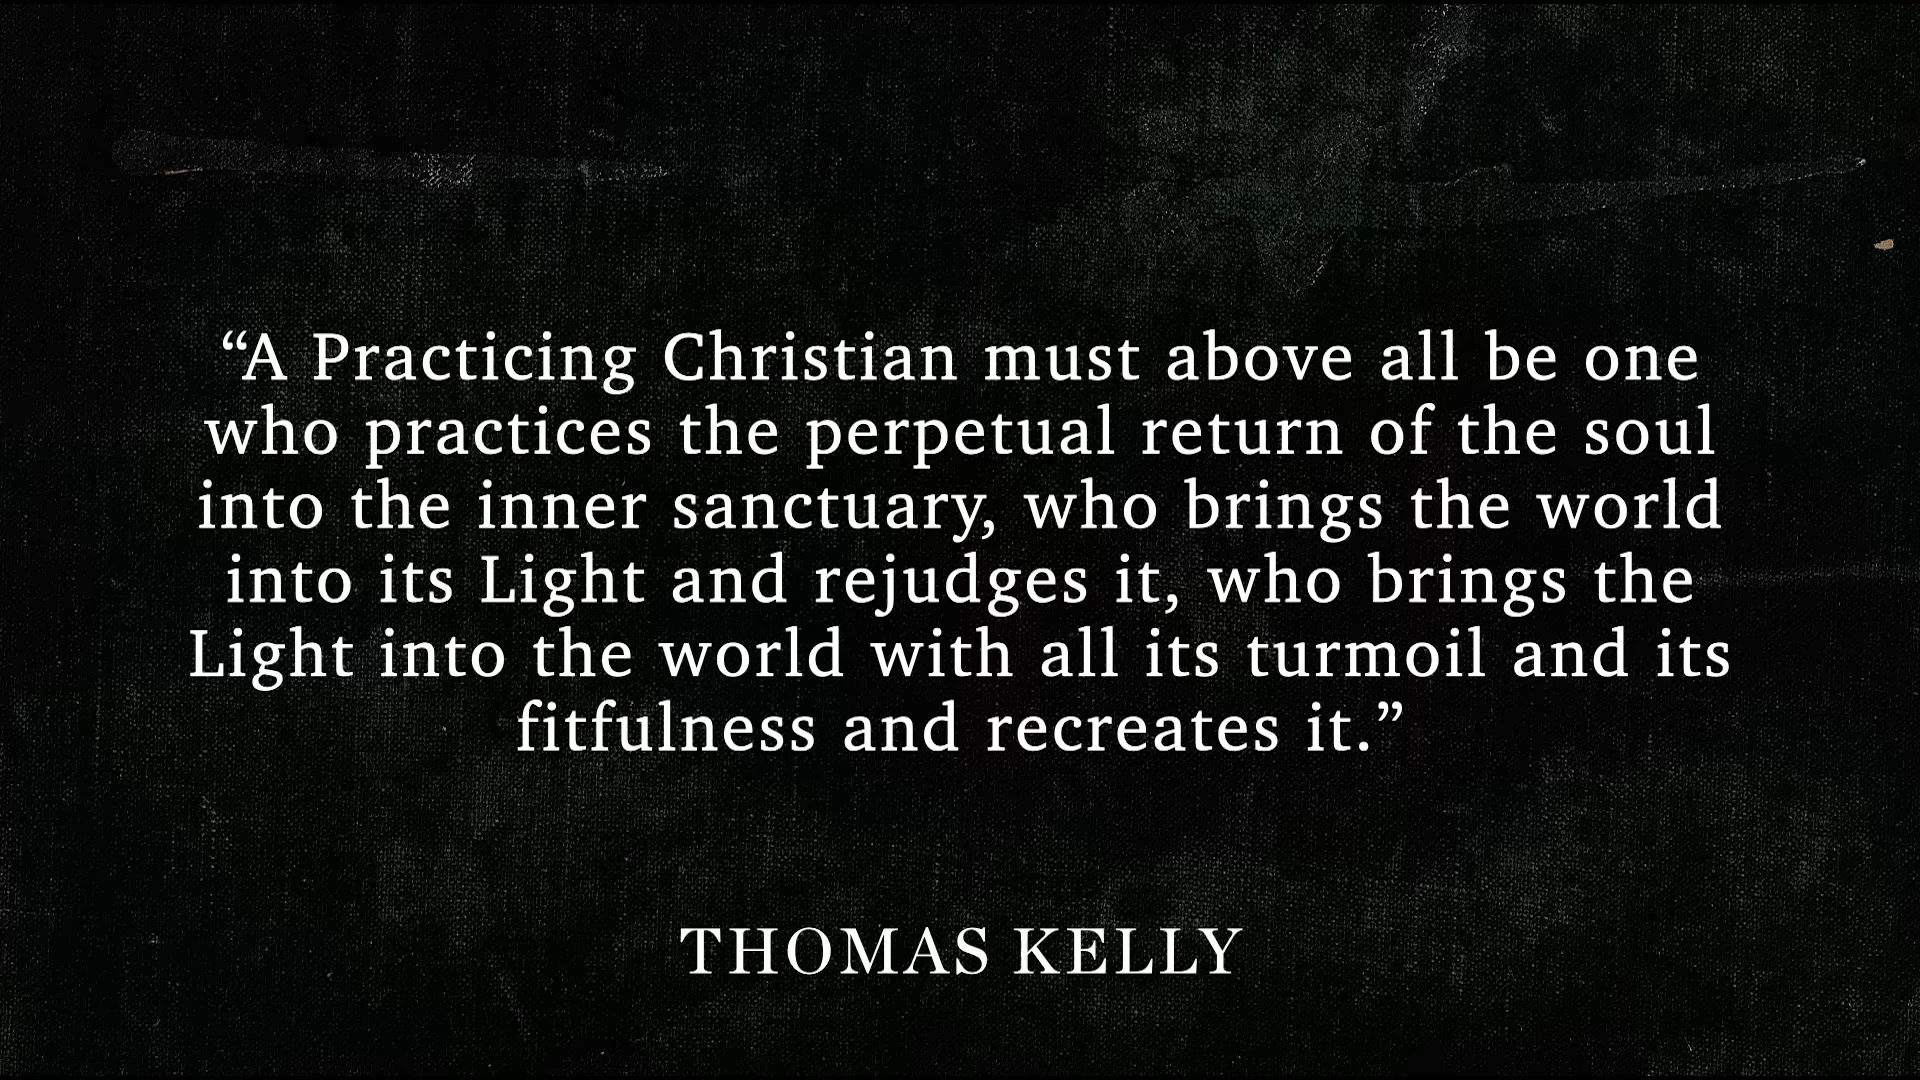 “A Practicing Christian must above all be one
who practices the perpetual return of the soul
into the inner sanctuary, who brings the world
into its Light and rejudges it, who brings the
Light into the world with all its turmoil and its
fitfulness and recreates it.”
THOMAS KELLY